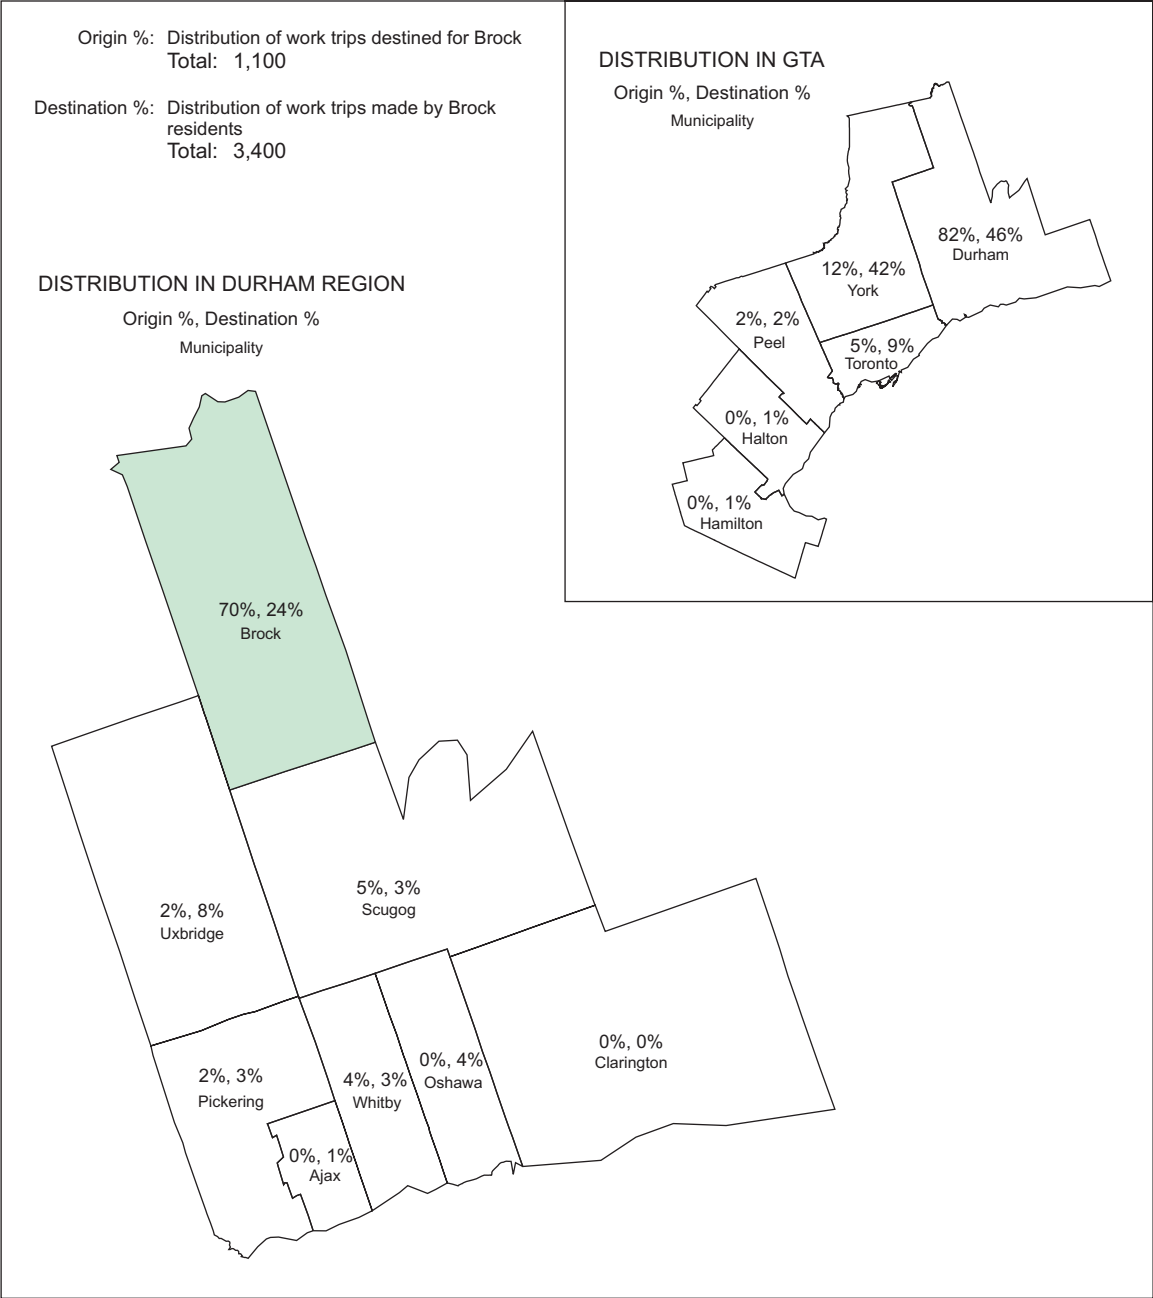 Origin %: Distribution of work trips destined for Brock
Total: 1,100
Destination %: Distribution of work trips made by Brock
residents
Total: 3,400
DISTRIBUTION IN GTA
Origin %, Destination %
Municipality
82%, 46%
Durham
12%, 42%
York
2%, 2%
Peel
5%, 9%
Toronto
0%, 1%
Halton
0%, 1%
Hamilton
DISTRIBUTION IN DURHAM REGION
Origin %, Destination %
Municipality
70%, 24%
Brock
5%, 3%
Scugog
2%, 8%
Uxbridge
0%, 0%
Clarington
0%, 4%
Oshawa
2%, 3%
Pickering
4%, 3%
Whitby
0%, 1%
Ajax